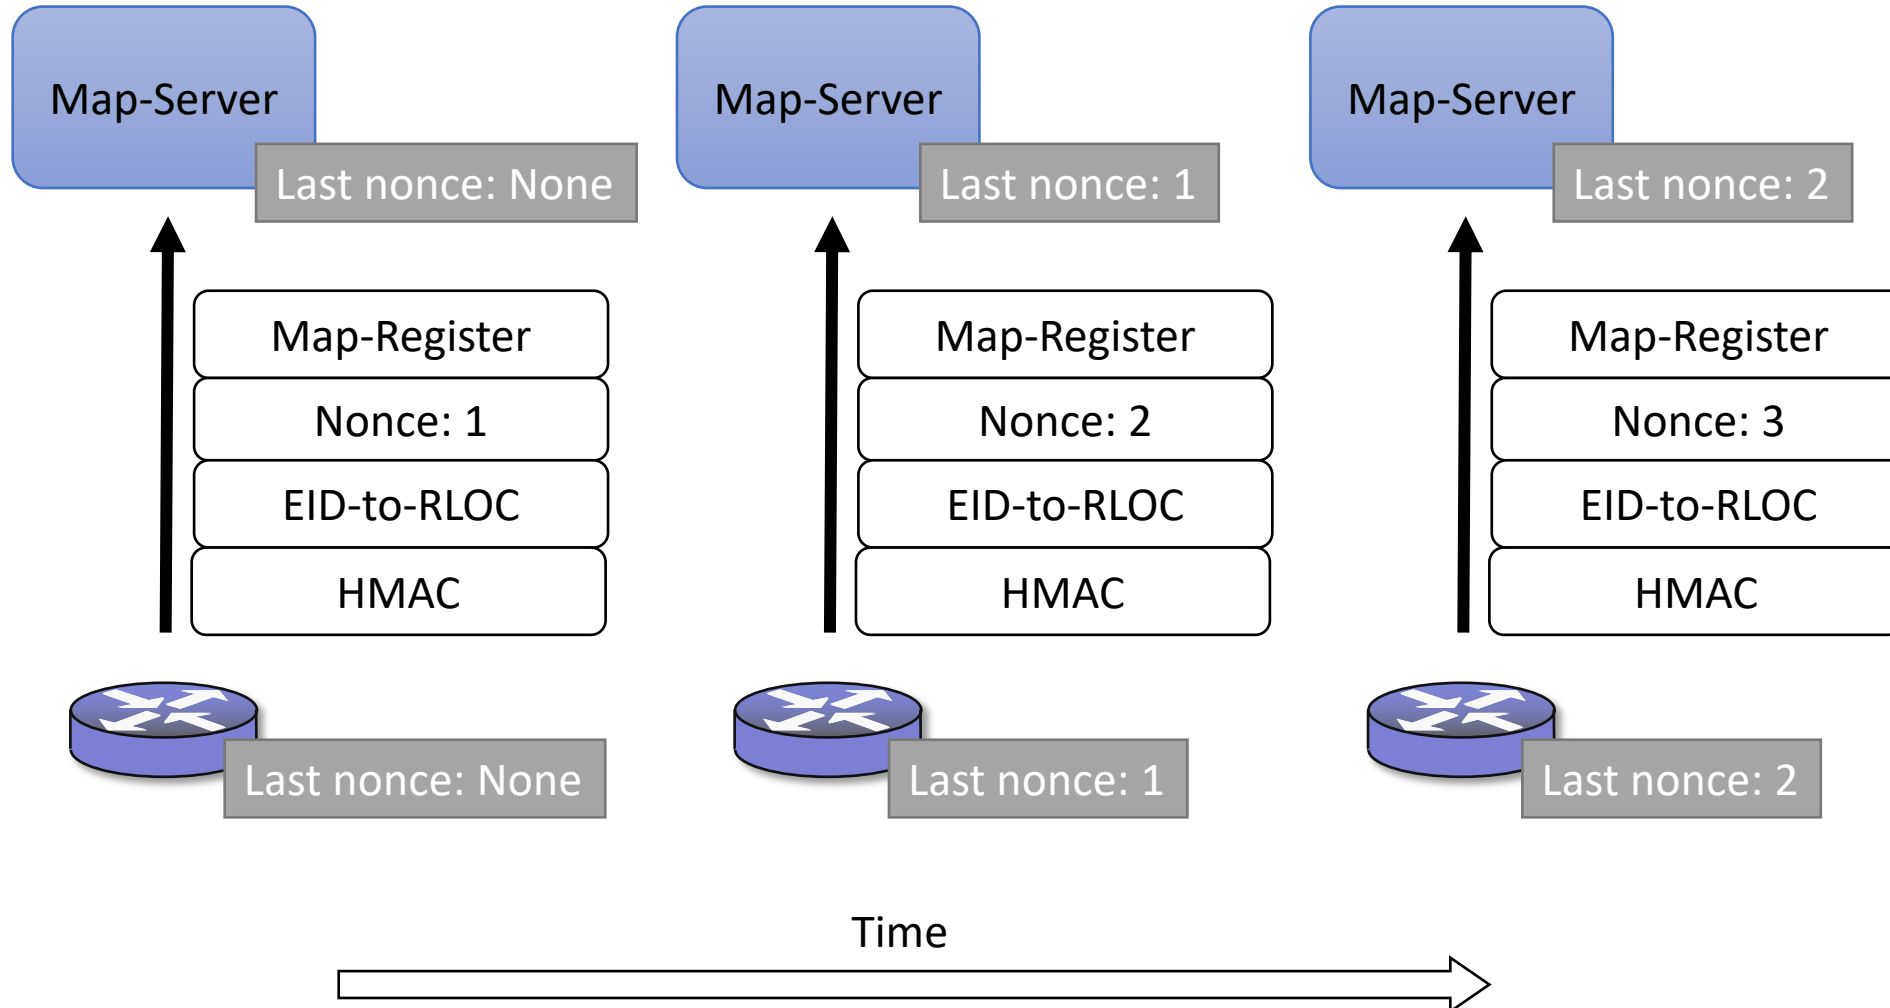 Map-Server
Last nonce: None
Map-Register
Nonce: 1
EID-to-RLOC
HMAC
Last nonce: None
Map-Server
Last nonce: 1
Map-Register
Nonce: 2
EID-to-RLOC
HMAC
Last nonce: 1
Map-Server
Last nonce: 2
Map-Register
Nonce: 3
EID-to-RLOC
HMAC
Last nonce: 2
Time